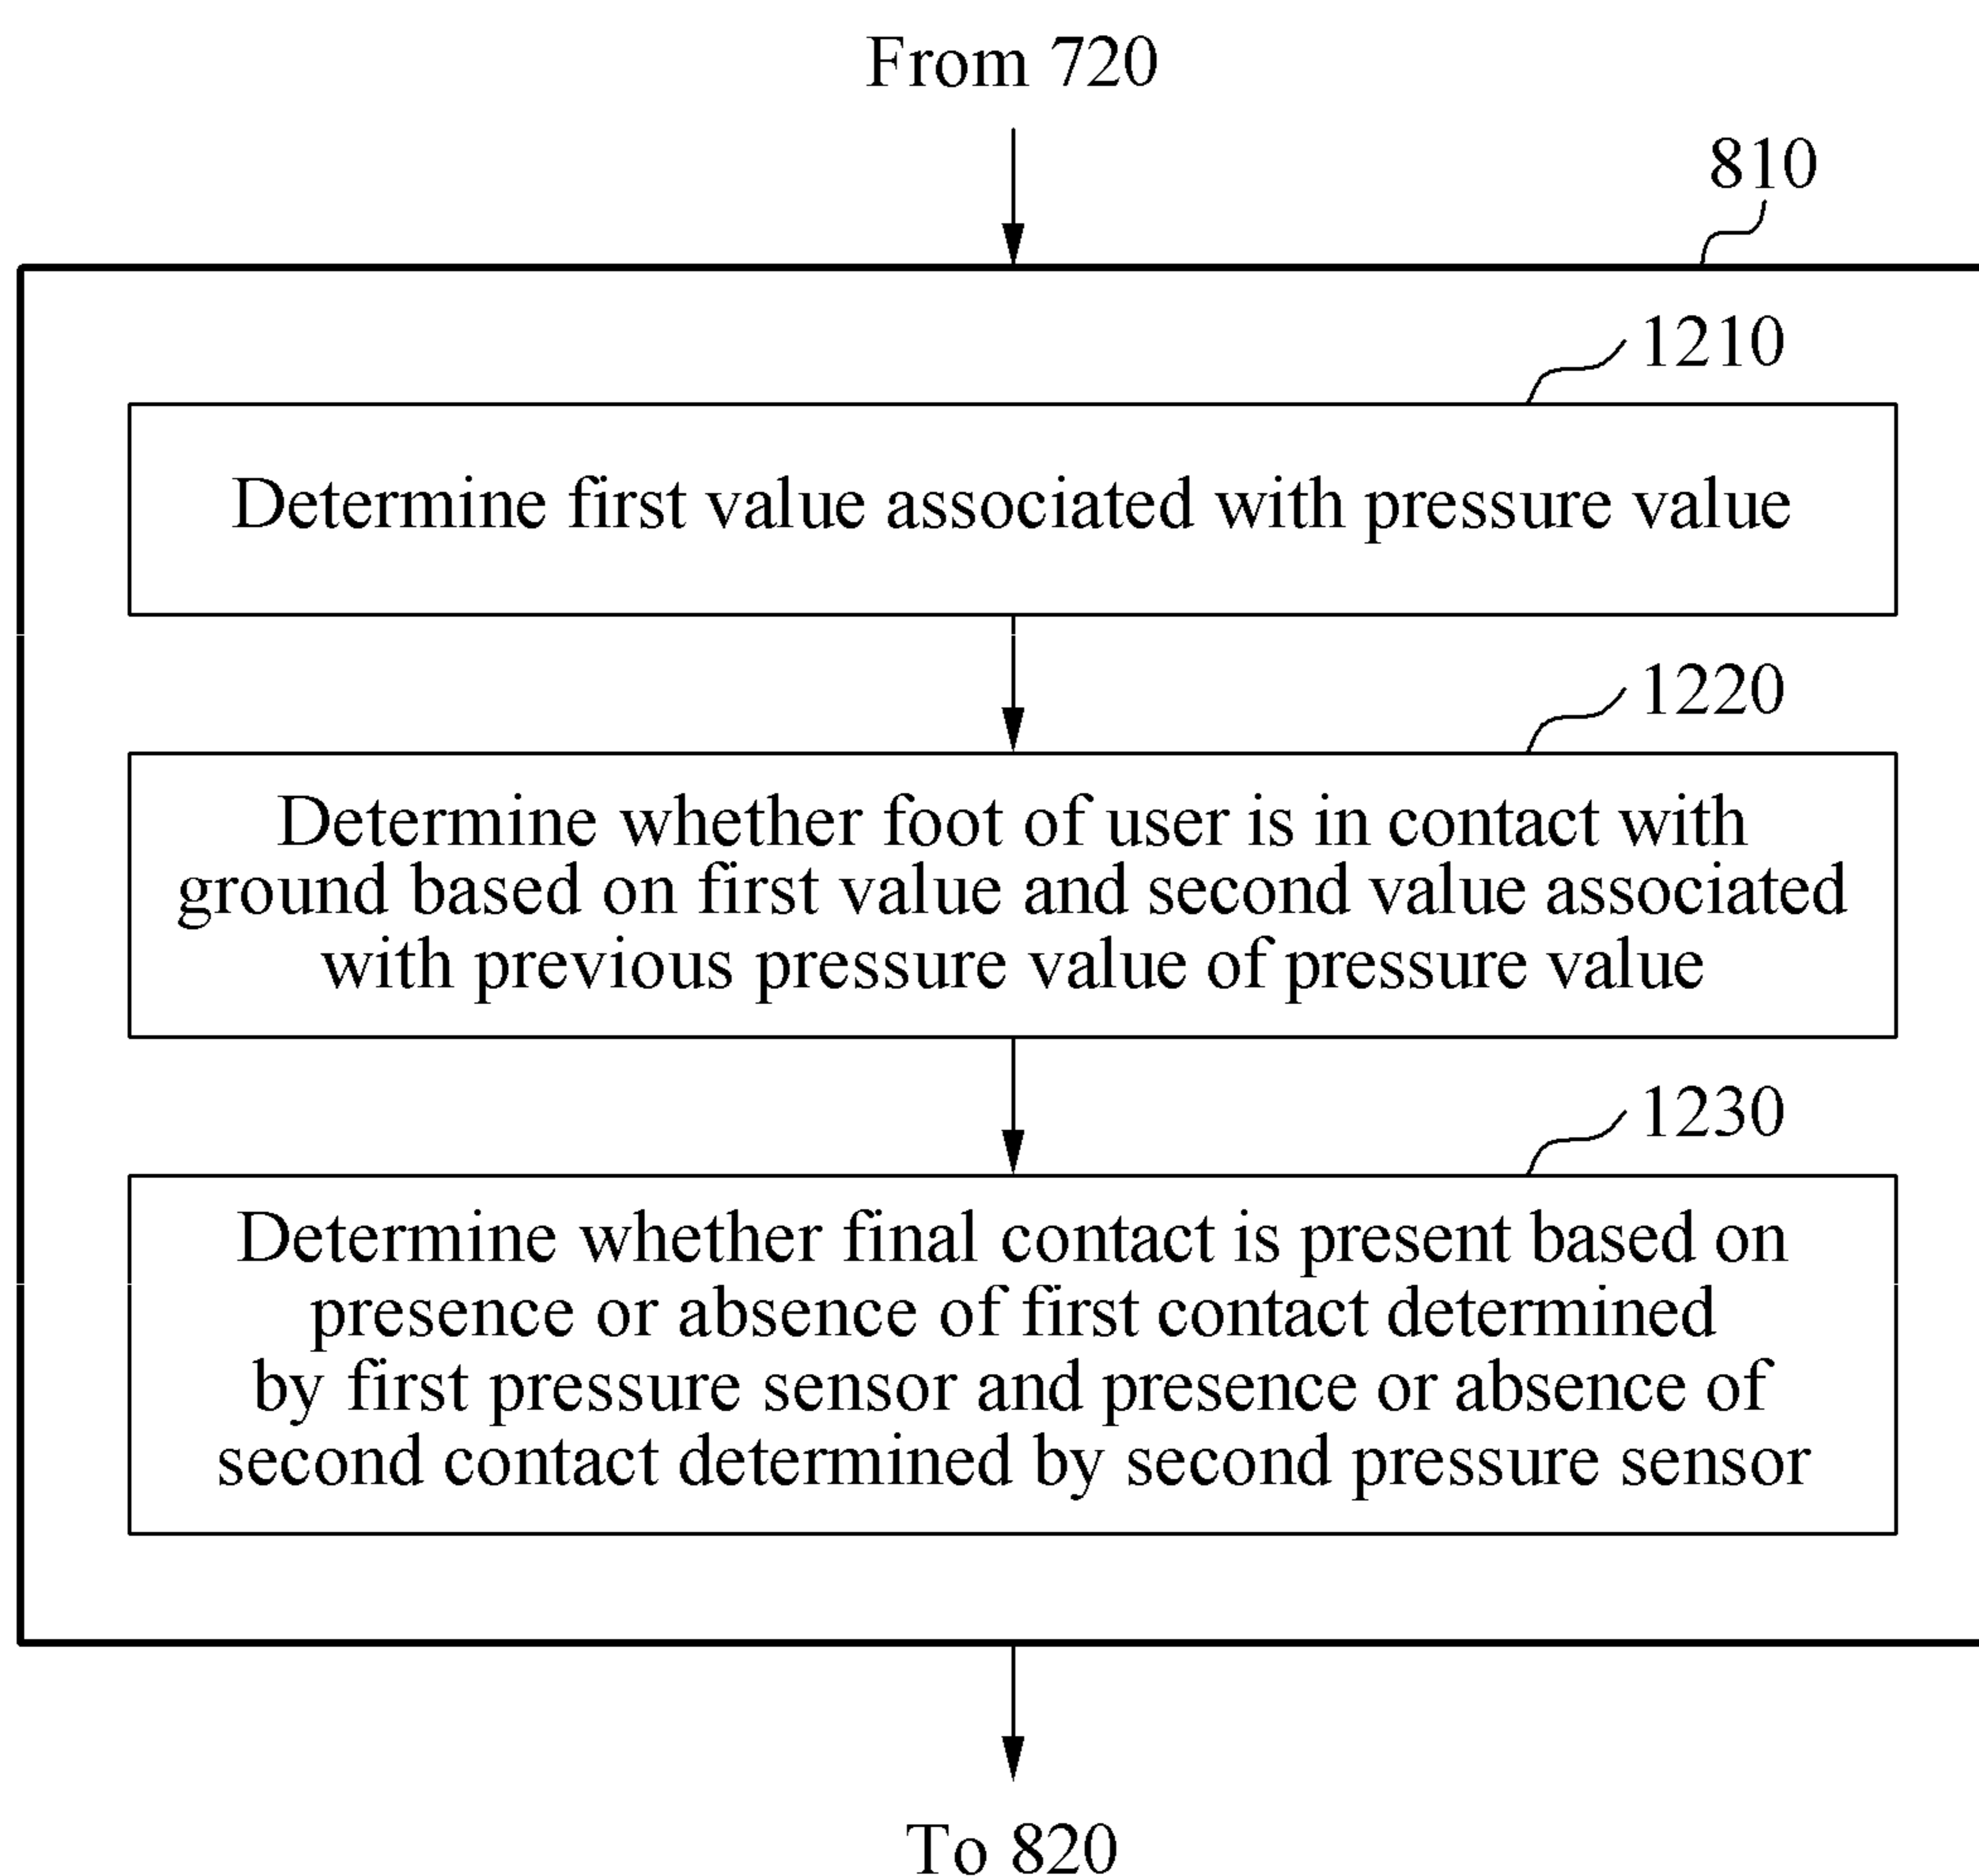 From 720
810
1210
Determine first value associated with pressure value
1220
Determine whether foot of user is in contact with
ground based on first value and second value associated
with previous pressure value of pressure value
1230
Determine whether final contact is present based on
presence or absence of first contact determined
by first pressure sensor and presence or absence of
second contact determined by second pressure sensor
To 820